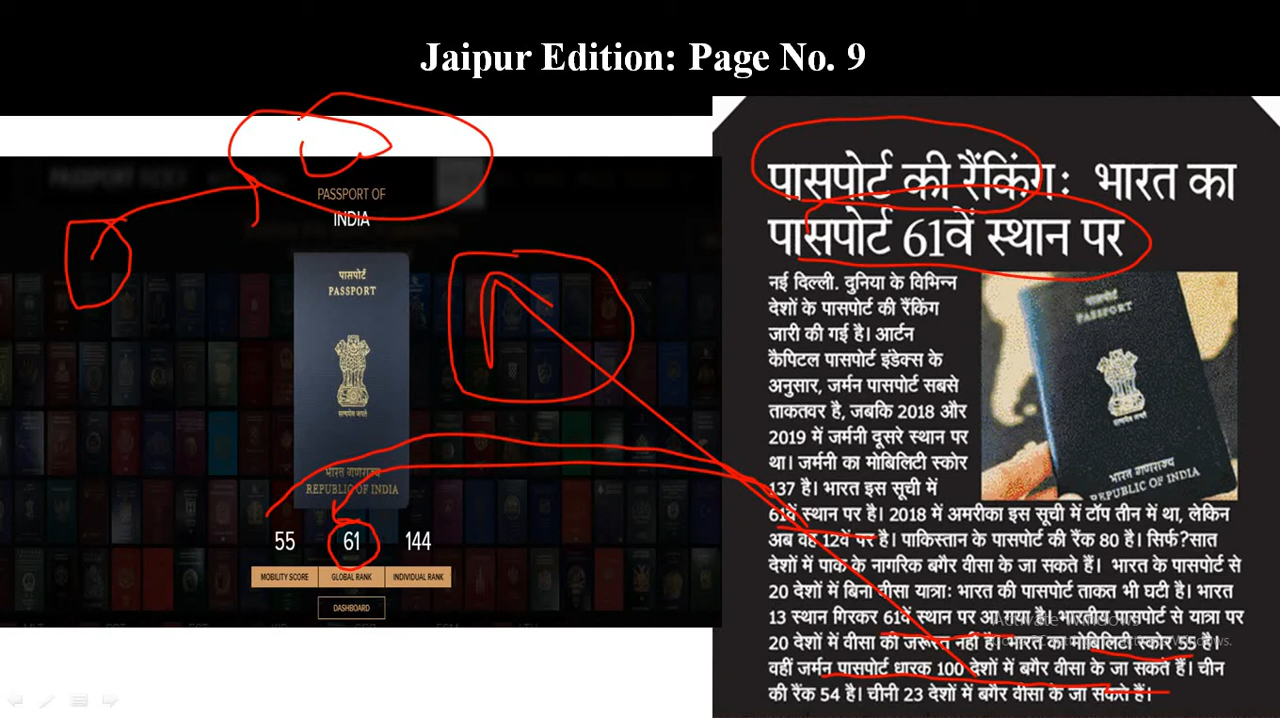 Jaipur Edition: Page No. 9
PASSPORT OF
INDIA
पासपोर्ट
PASSPORT
सत्यमेव जयते
भारत गणराज्य
REPUBLIC OF INDIA
55 61 144
MOBILITY SCORE GLOBAL RANK INDIVIDUAL RANK
DASHBOARD
पासपोर्ट की रैंकिंग: भारत का
पासपोर्ट 61वें स्थान पर
नई दिल्ली. दुनिया के विभिन्न
देशों के पासपोर्ट की रैंकिंग
जारी की गई है। आर्टन
कैपिटल पासपोर्ट इंडेक्स के
अनुसार, जर्मन पासपोर्ट सबसे
ताकतवर है, जबकि 2018 और
2019 में जर्मनी दूसरे स्थान पर
था। जर्मनी का मोबिलिटी स्कोर
137 है। भारत इस सूची में
61वें स्थान पर है। 2018 में अमरीका इस सूची में टॉप तीन में था, लेकिन
अब वह 12वें पर है। पाकिस्तान के पासपोर्ट की रैंक 80 है। सिर्फ?सात
देशों में पाक के नागरिक बगैर वीसा के जा सकते हैं। भारत के पासपोर्ट से
20 देशों में बिना वीसा यात्रा: भारत की पासपोर्ट ताकत भी घटी है। भारत
13 स्थान गिरकर 61वें स्थान पर आ गया है। भारतीय पासपोर्ट से यात्रा पर
20 देशों में वीसा की जरूरत नहीं है। भारत का मोबिलिटी स्कोर 55 है।
वहीं जर्मन पासपोर्ट धारक 100 देशों में बगैर वीसा के जा सकते हैं। चीन
की रैंक 54 है। चीनी 23 देशों में बगैर वीसा के जा सकते हैं।
पासपोर्ट
PASSPORT
भारत गणराज्य
REPUBLIC OF INDIA
Activate Windows